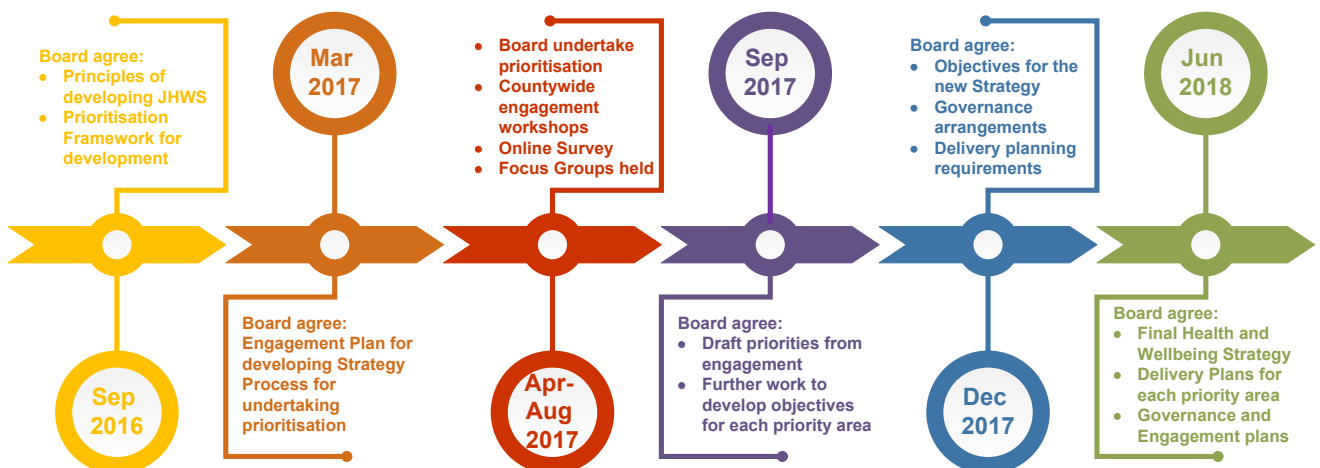 Board agree:
● Principles of
developing JHWS
● Prioritisation
Framework for
development
Sep
2016
Mar
2017
Board agree:
Engagement Plan for
developing Strategy
Process for
undertaking
prioritisation
● Board undertake
prioritisation
● Countywide
engagement
workshops
● Online Survey
● Focus Groups held
Apr-
Aug
2017
Sep
2017
Board agree:
● Draft priorities from
engagement
● Further work to
develop objectives
for each priority area
Board agree:
● Objectives for the
new Strategy
● Governance
arrangements
● Delivery planning
requirements
Dec
2017
Jun
2018
Board agree:
● Final Health and
Wellbeing Strategy
● Delivery Plans for
each priority area
● Governance and
Engagement plans